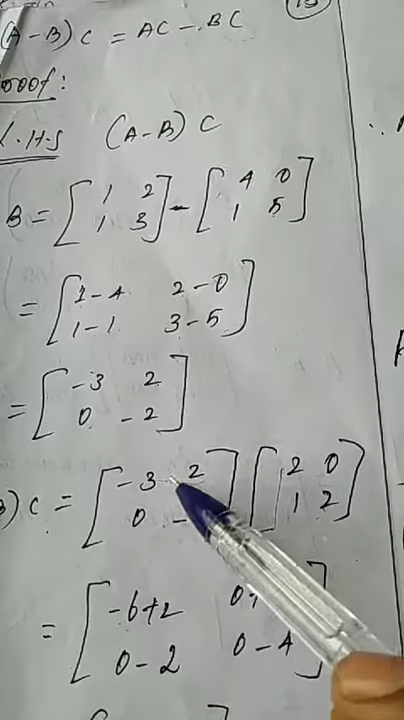 (A-B) C = AC - BC
(15)
Proof:
L.H.S (A-B) C
B = [1 2 - [4 0
1 3] 1 5]
= [1-4 2-0
1-1 3-5]
= [-3 2
0 -2]
B) C = [-3 2] [2 0
0 - 1 2]
= [-6+2 0+
0-2 0-4]